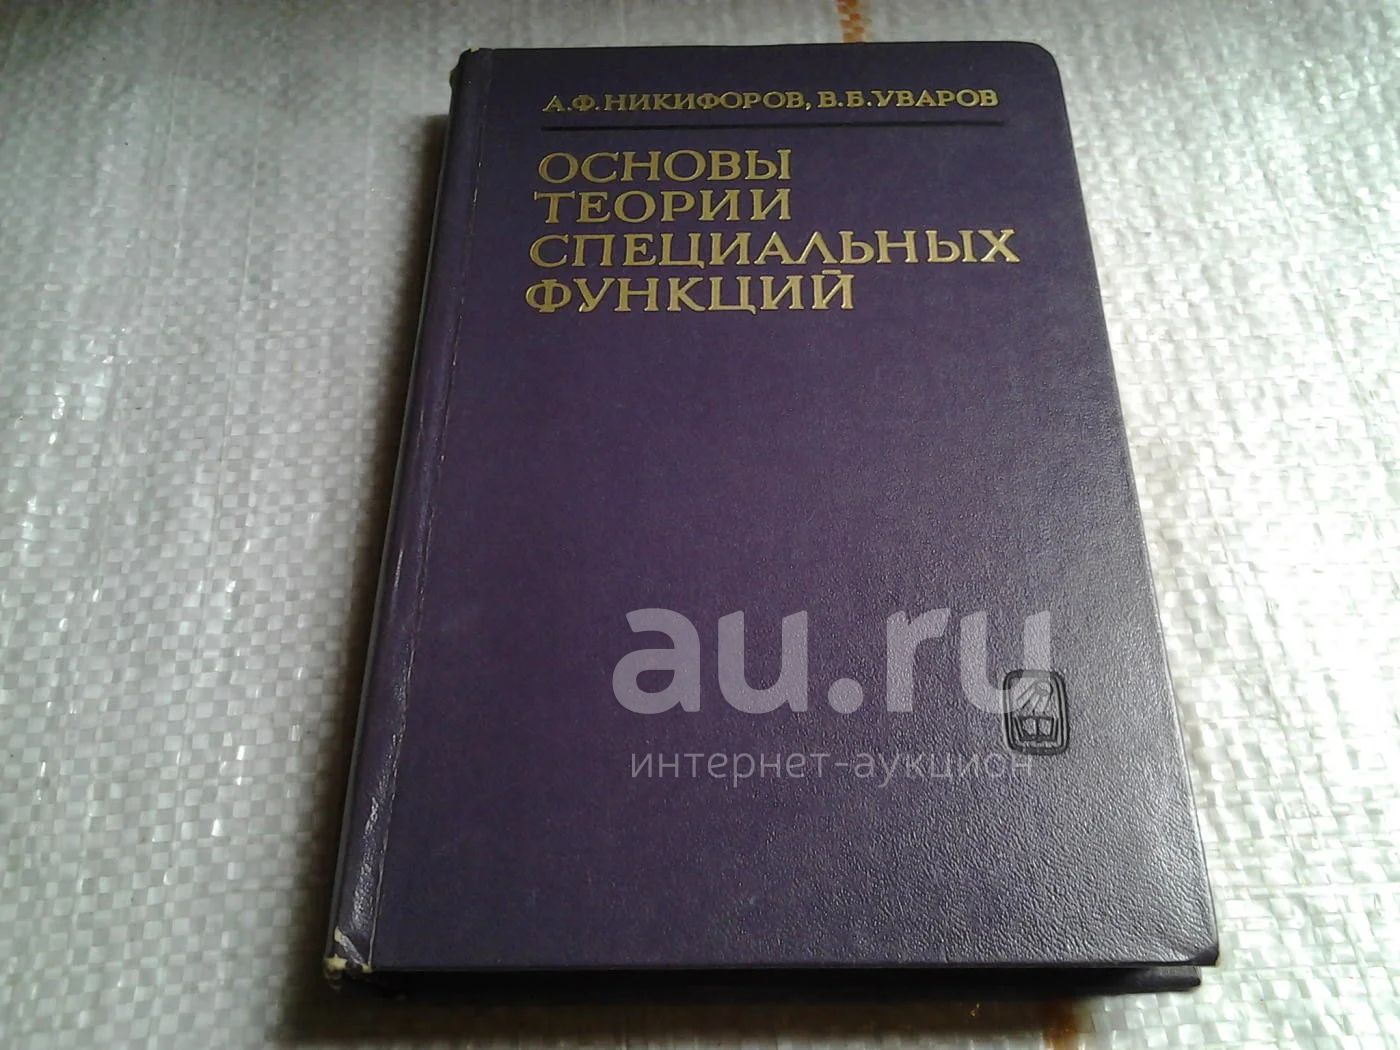 А.Ф.НИКИФОРОВ, В.Б.УВАРОВ
ОСНОВЫ
ТЕОРИИ
СПЕЦИАЛЬНЫХ
ФУНКЦИЙ
au.ru
интернет-аукцион